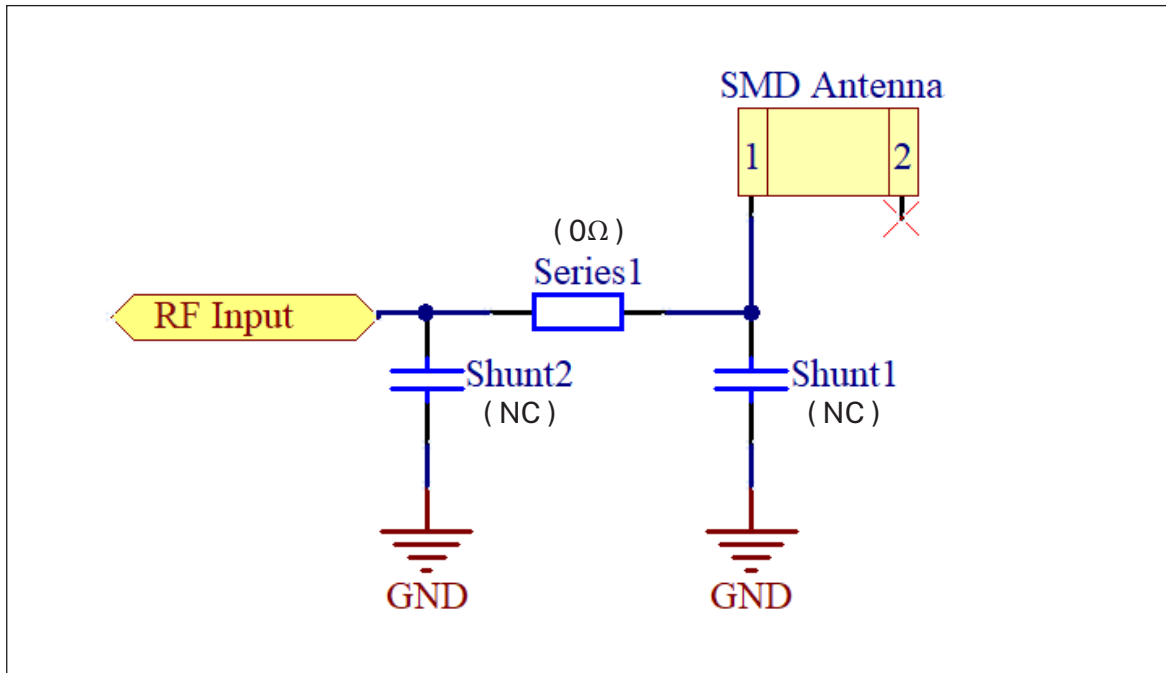 SMD Antenna
1 2
(0Ω)
Series1
RF Input
Shunt2
(NC)
Shunt1
(NC)
GND
GND